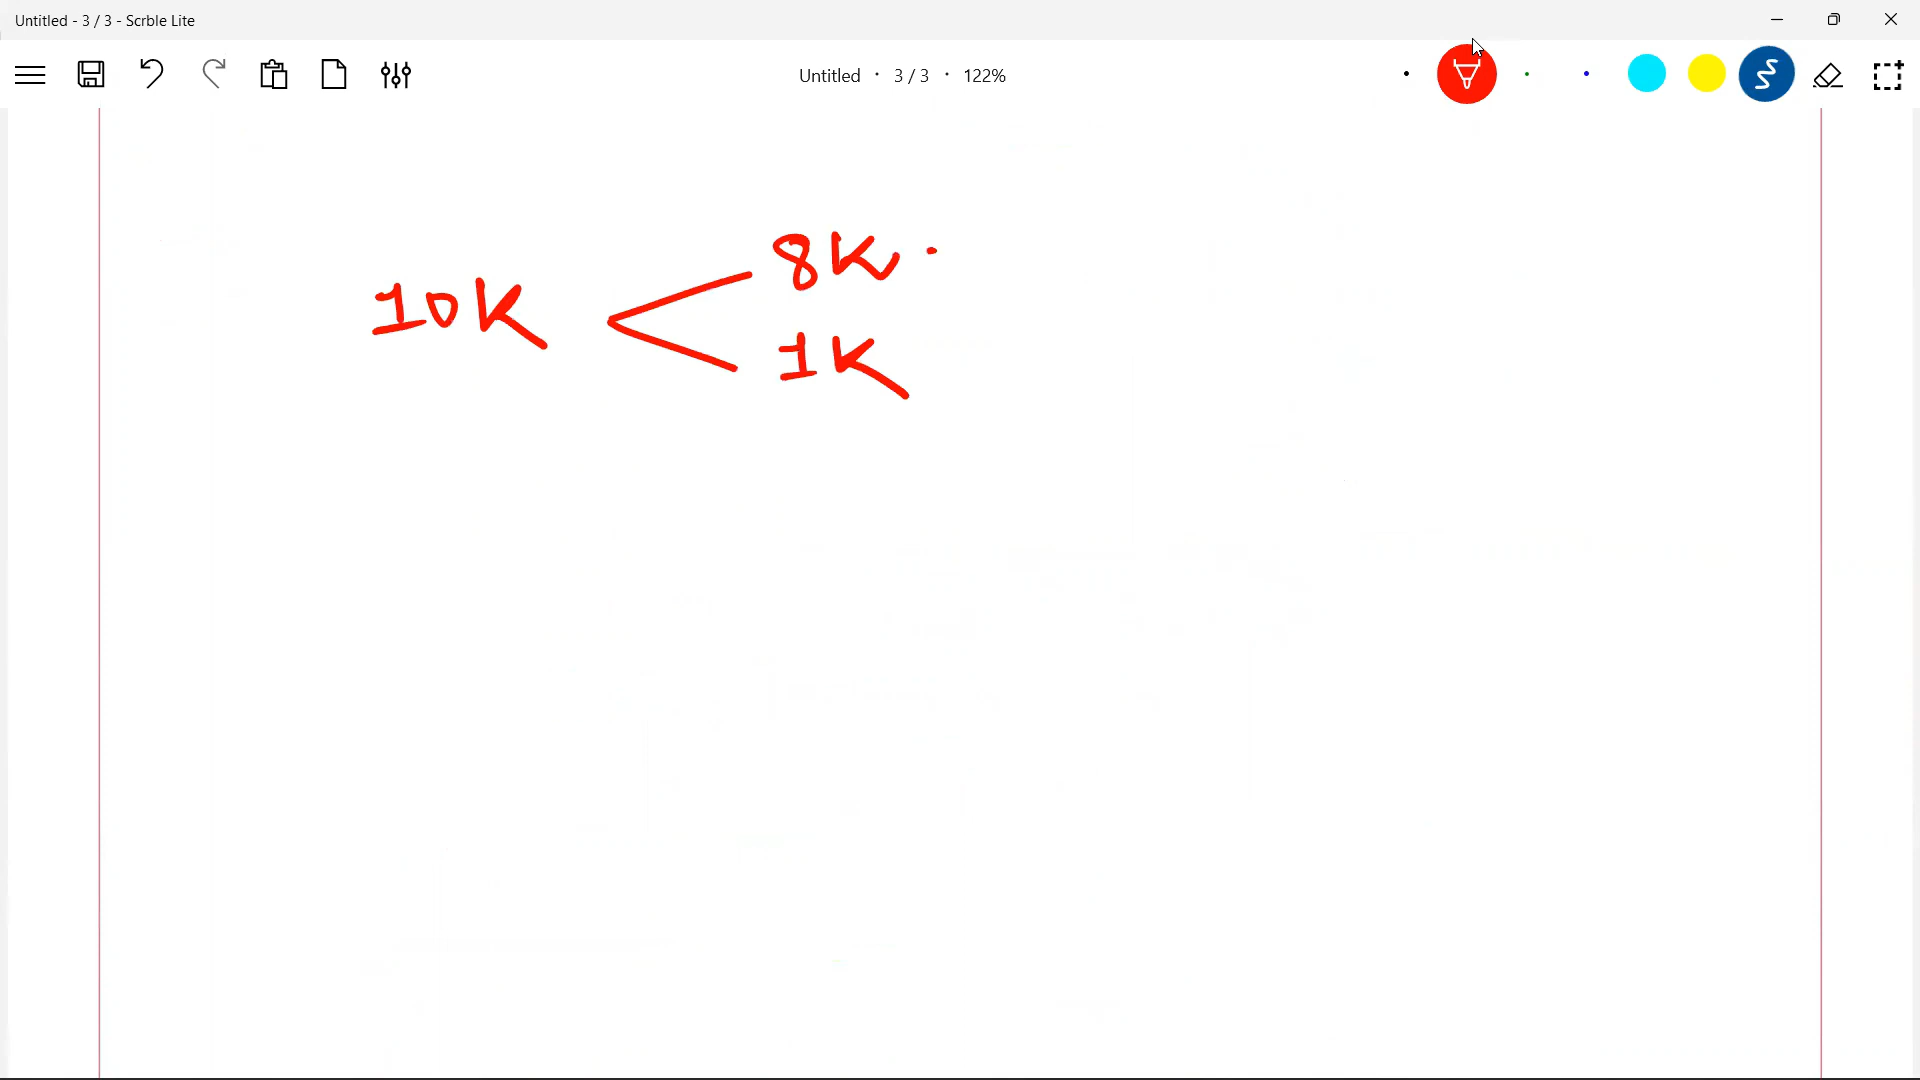 Untitled - 3 / 3 - Scrble Lite
Untitled · 3 / 3 · 122%
8K.
10K
1K